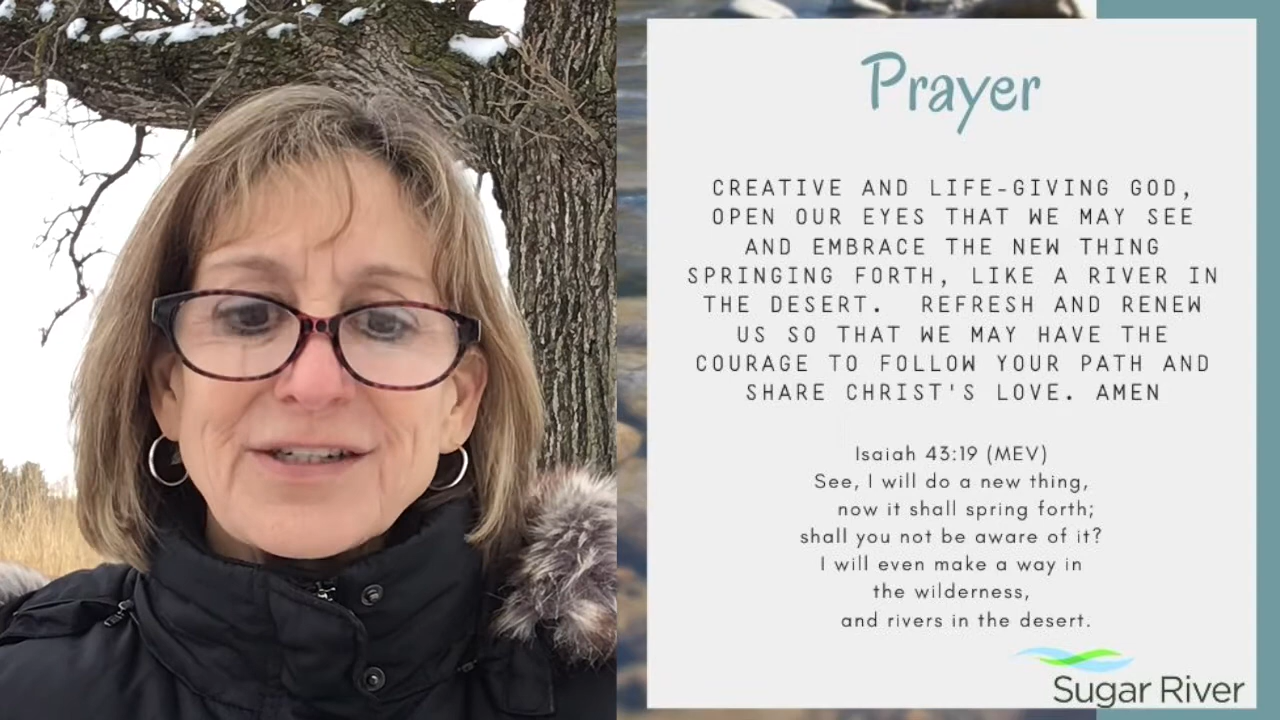 Prayer
CREATIVE AND LIFE-GIVING GOD,
OPEN OUR EYES THAT WE MAY SEE
AND EMBRACE THE NEW THING
SPRINGING FORTH, LIKE A RIVER IN
THE DESERT.  REFRESH AND RENEW
US SO THAT WE MAY HAVE THE
COURAGE TO FOLLOW YOUR PATH AND
SHARE CHRIST'S LOVE. AMEN
Isaiah 43:19 (MEV)
See, I will do a new thing,
now it shall spring forth;
shall you not be aware of it?
I will even make a way in
the wilderness,
and rivers in the desert.
Sugar River